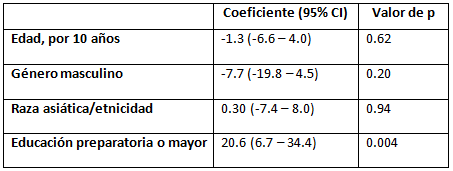 Coeficiente (95% CI) Valor de p
Edad, por 10 años -1.3 (-6.6 – 4.0) 0.62
Género masculino -7.7 (-19.8 – 4.5) 0.20
Raza asiática/etnicidad 0.30 (-7.4 – 8.0) 0.94
Educación preparatoria o mayor 20.6 (6.7 – 34.4) 0.004